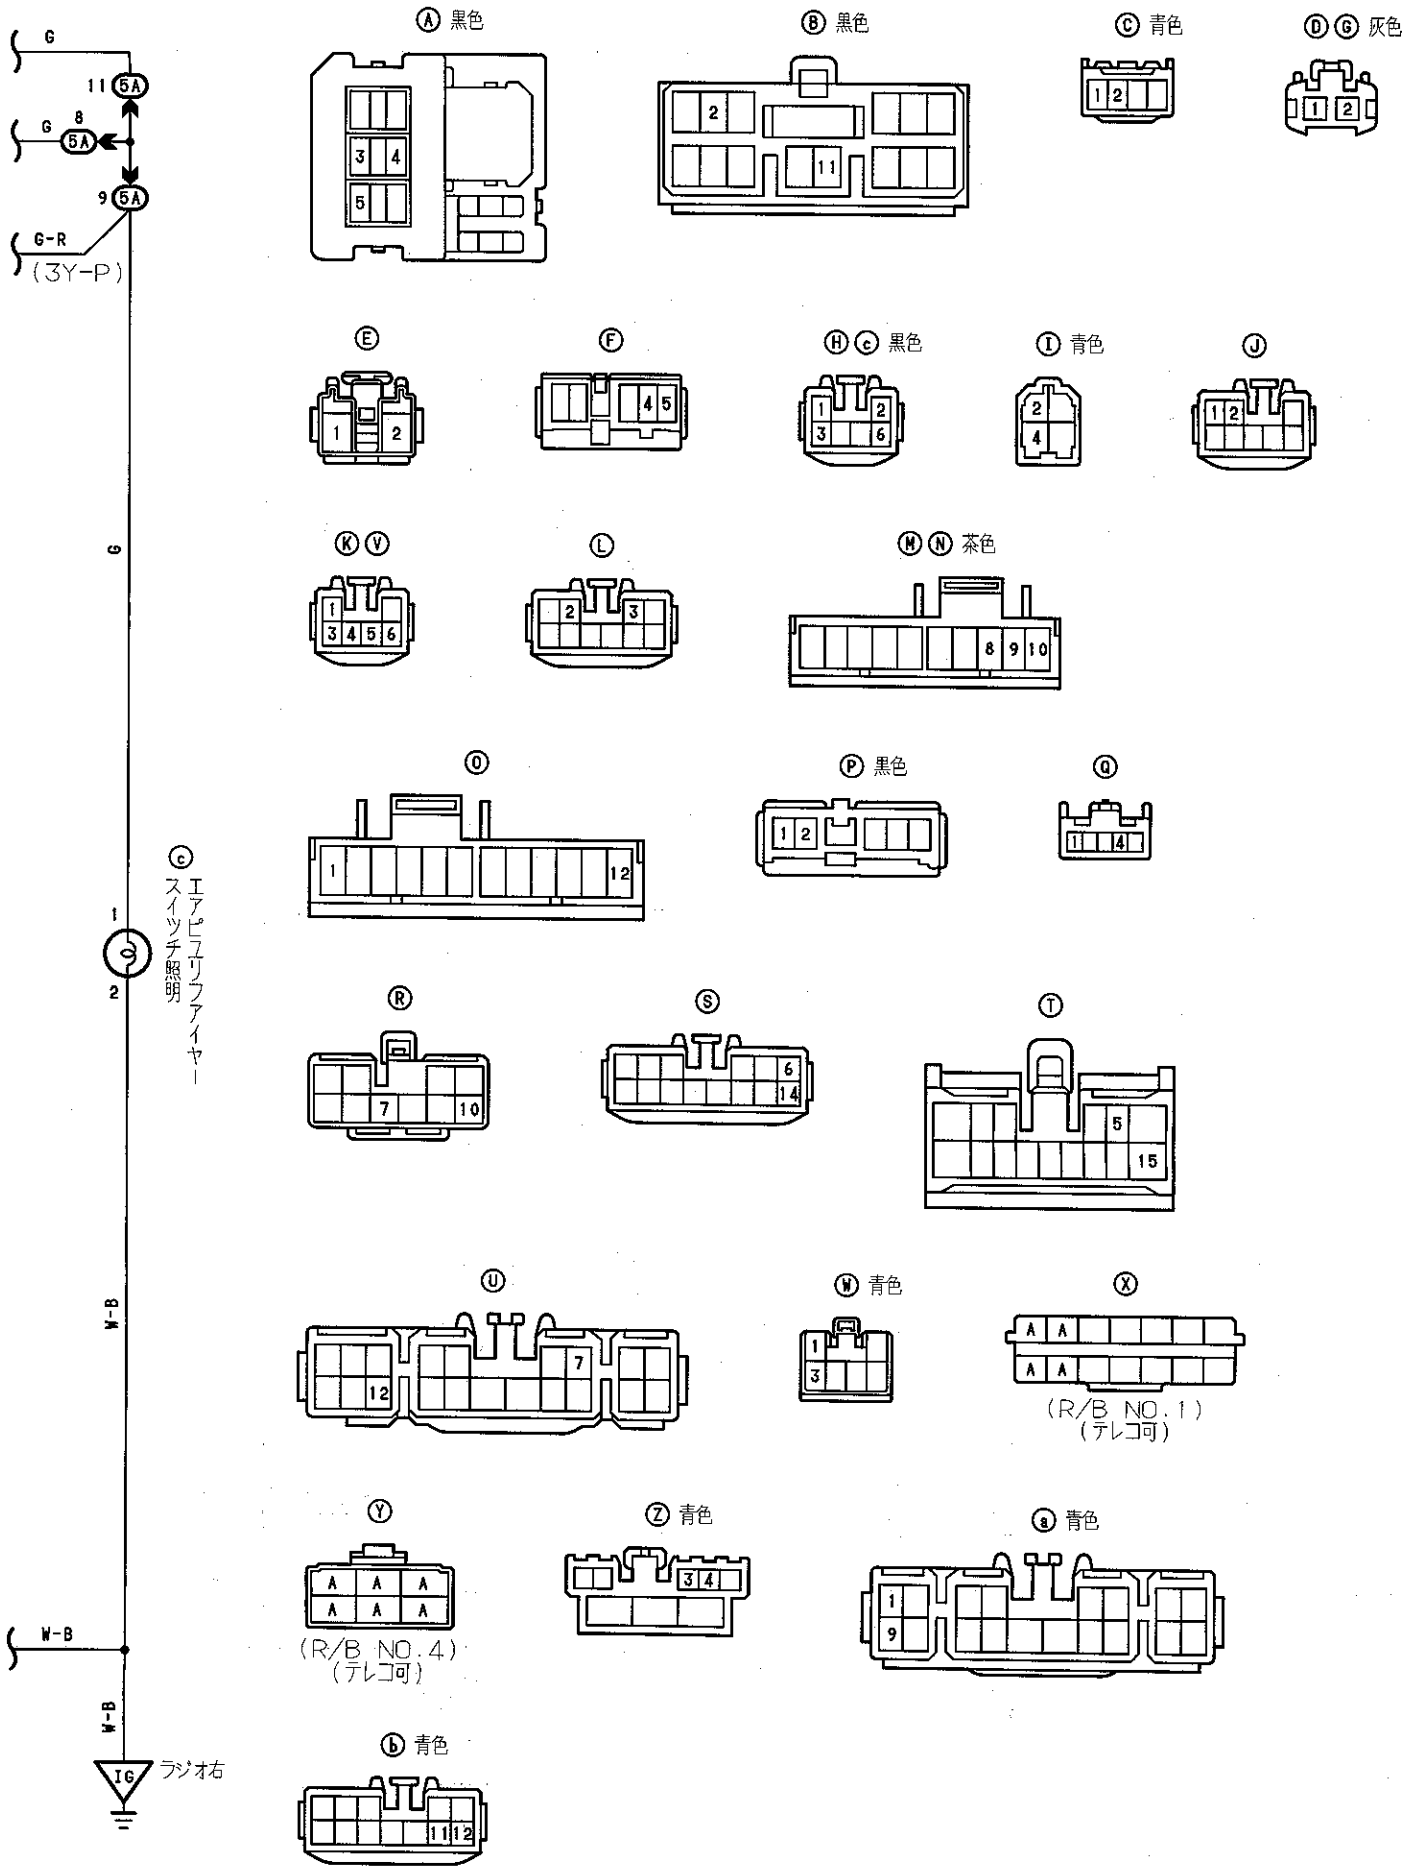 G
11 5A
G 8 5A
9 5A
G-R
(3Y-P)
G
1
2
ⓒ エアピュリファイヤー
スイッチ照明
W-B
W-B
W-B
IG ラジオ右
Ⓐ 黒色
3 4
5
Ⓑ 黒色
2
11
Ⓒ 青色
1 2
Ⓓ Ⓖ 灰色
1 2
Ⓔ
1 2
Ⓕ
4 5
Ⓗ ⓒ 黒色
1 2
3 6
Ⓘ 青色
2
4
Ⓙ
1 2
Ⓚ Ⓥ
1
3 4 5 6
Ⓛ
2 3
Ⓜ Ⓝ 茶色
8 9 10
Ⓞ
1 12
Ⓟ 黒色
1 2
Ⓠ
1 4
Ⓡ
7 10
Ⓢ
6
14
Ⓣ
5
15
Ⓤ
7
12
Ⓦ 青色
1
3
Ⓧ
A A
A A
(R/B NO.1)
(テレコ可)
Ⓨ
A A A
A A A
(R/B NO.4)
(テレコ可)
Ⓩ 青色
3 4
ⓐ 青色
1
9
ⓑ 青色
11 12